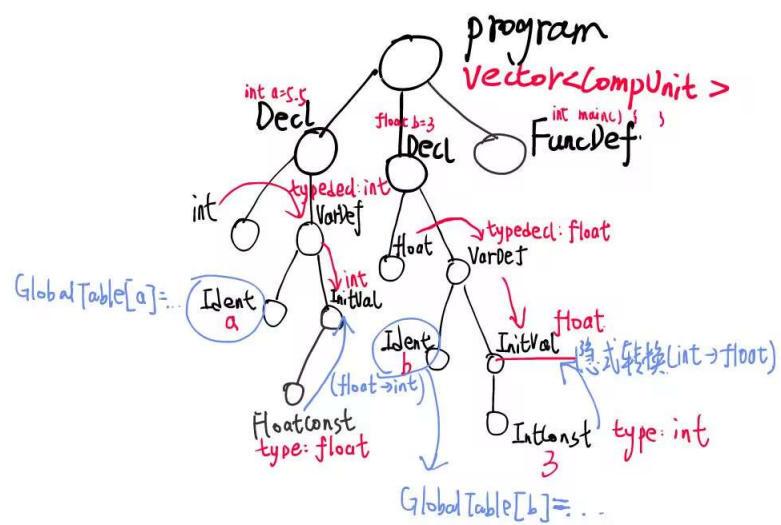 program
vector<CompUnit>
int a=5.5
Decl
float b=3
Decl
int main() { }
FuncDef
int
typedecl: int
VarDef
float
typedecl: float
VarDef
GlobalTable[a]=...
Ident
a
int
InitVal
Ident
b
InitVal
float
隐式转换(int→float)
(float→int)
Floatconst
type: float
IntConst
3
type: int
GlobalTable[b]=...